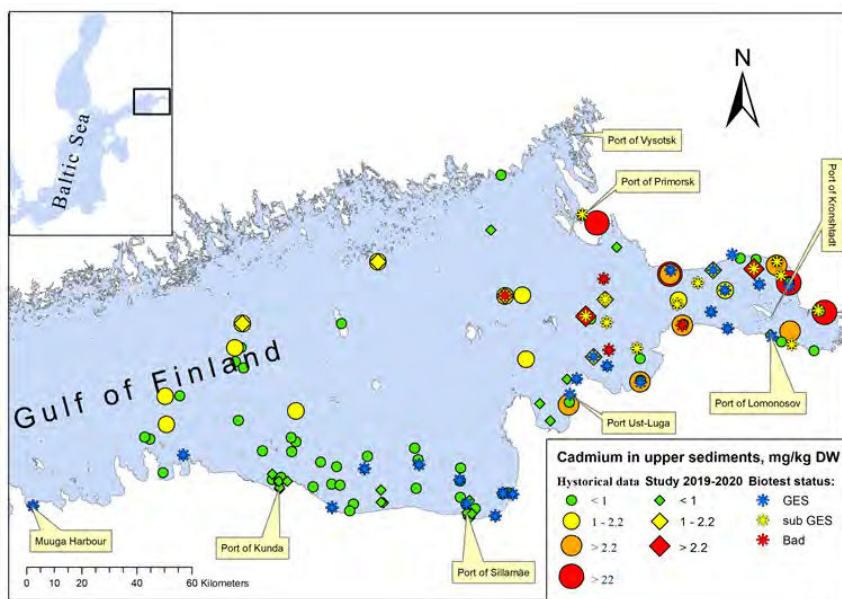 Baltic Sea
N
Port of Vysotsk
Port of Primorsk
Port of Kronshtadt
Gulf of Finland
Port of Lomonosov
Port Ust-Luga
Muuga Harbour
Port of Kunda
Port of Sillamäe
0 10 20 40 60 Kilometers
Cadmium in upper sediments, mg/kg DW
Hystorical data Study 2019-2020 Biotest status:
< 1 < 1 GES
1 - 2.2 1 - 2.2 sub GES
> 2.2 > 2.2 Bad
> 22